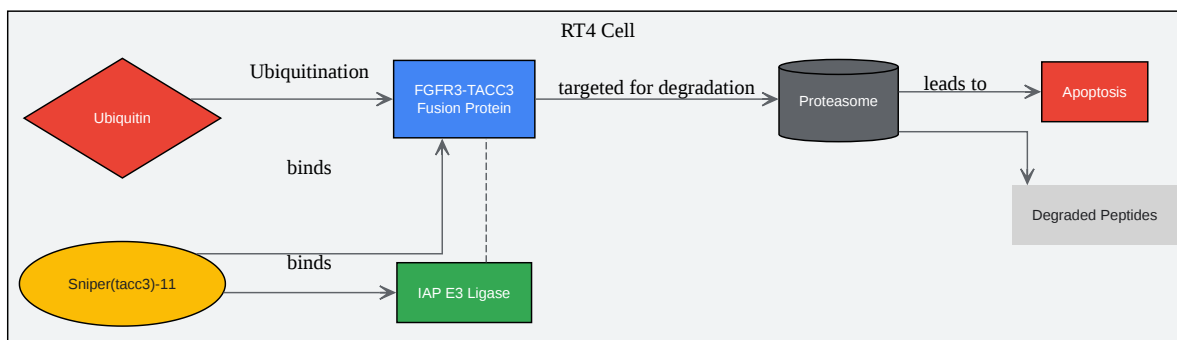 RT4 Cell
Ubiquitination
FGFR3-TACC3
Fusion Protein
targeted for degradation
Proteasome
leads to
Apoptosis
Ubiquitin
binds
Degraded Peptides
binds
Sniper(tacc3)-11
IAP E3 Ligase